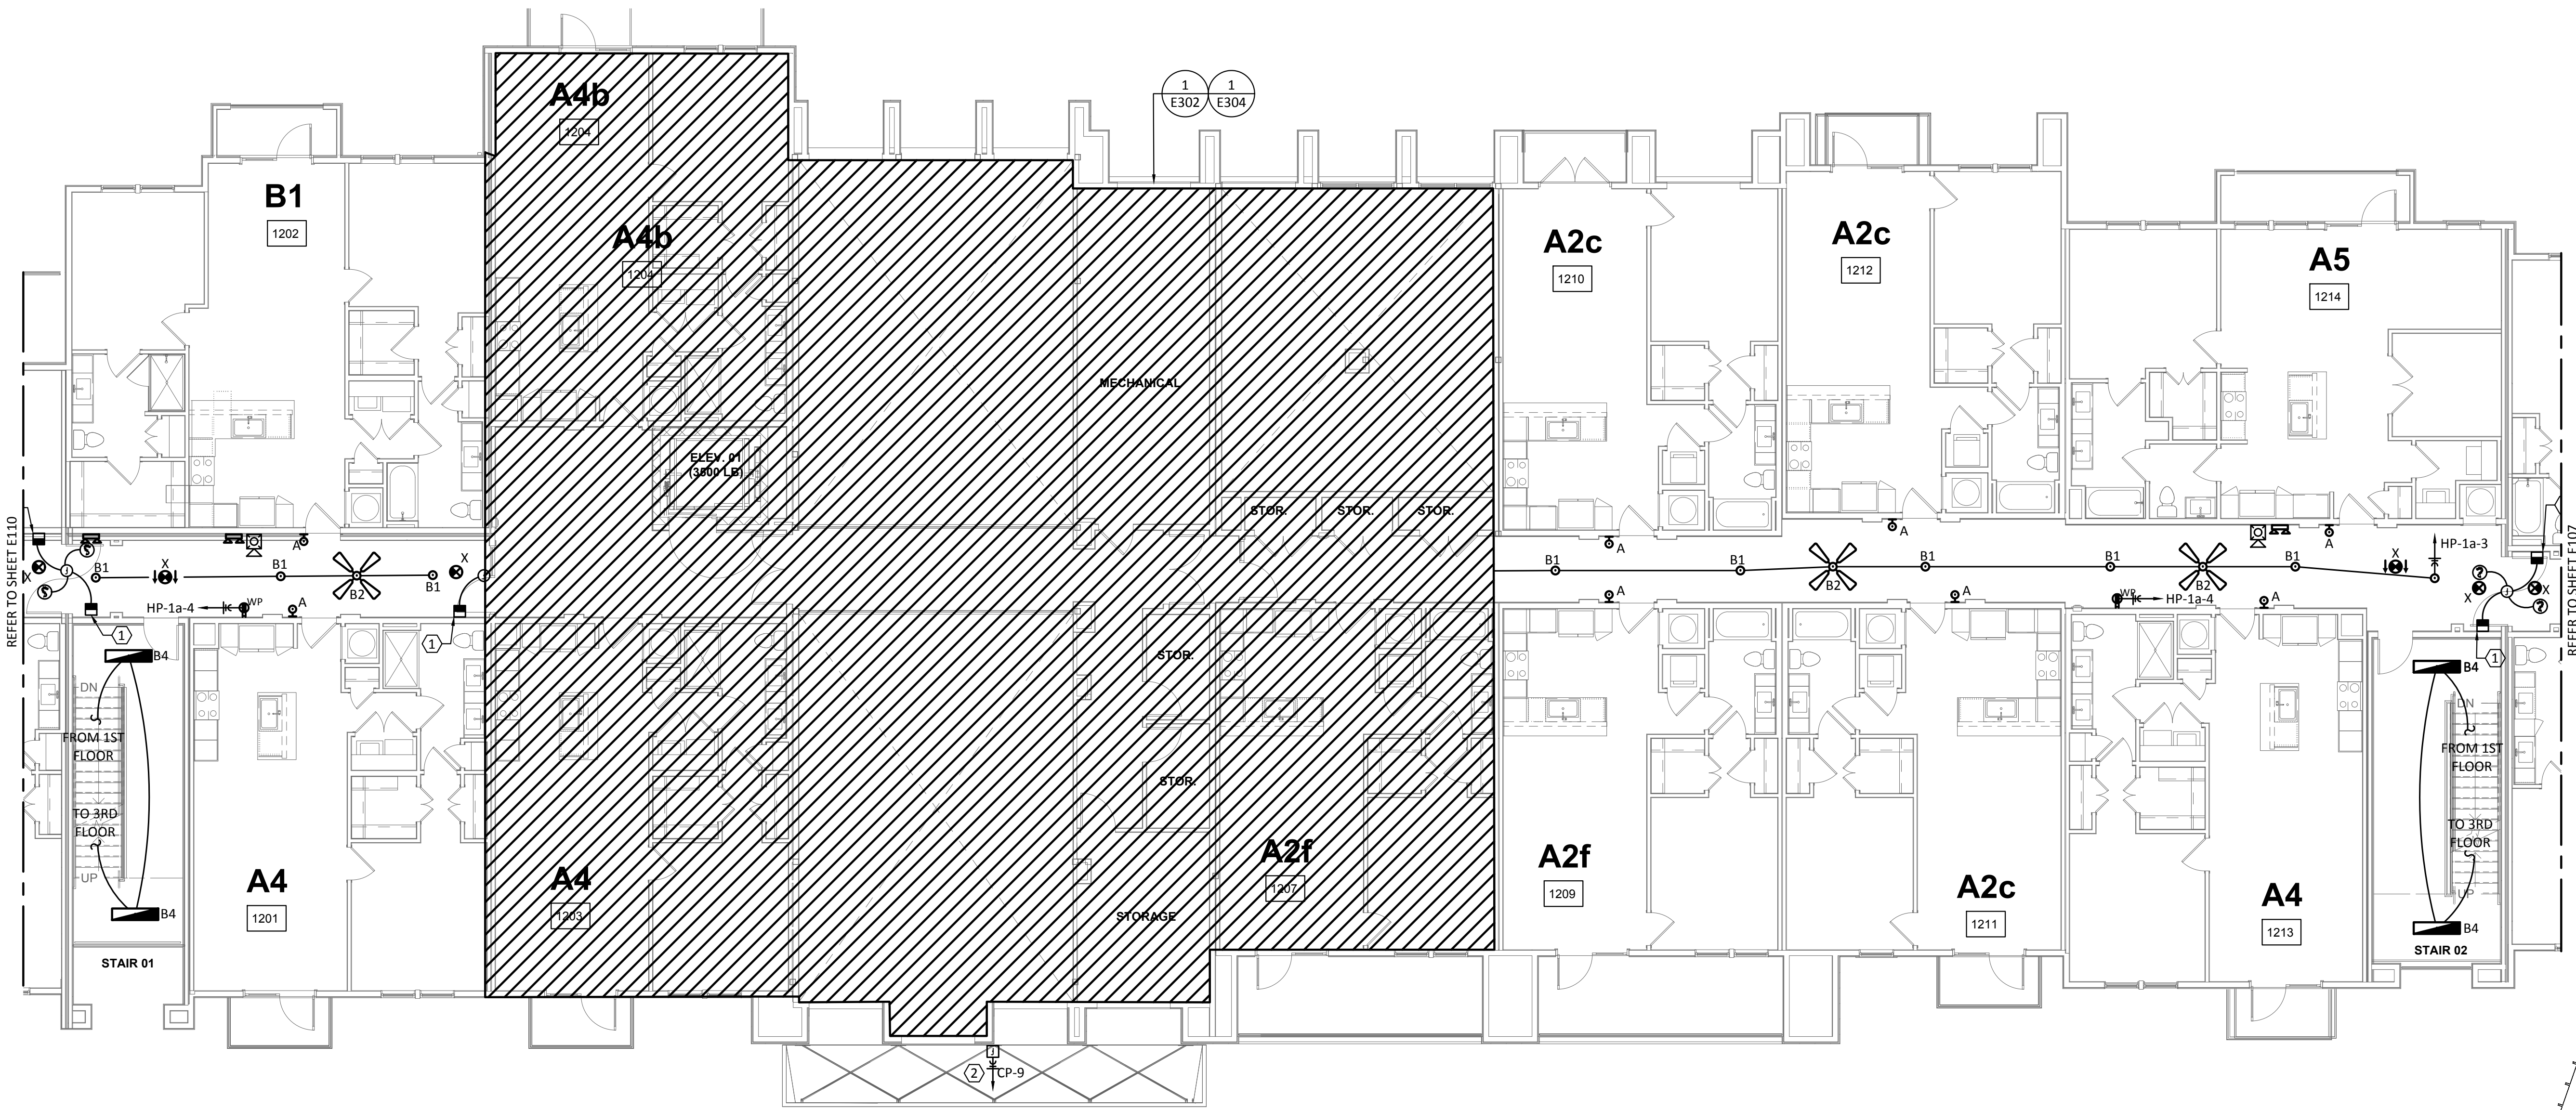 A4b
1204
1
E302
1
E304
B1
1202
A4b
1204
A2c
1210
A2c
1212
A5
1214
MECHANICAL
ELEV. 01
(3500 LB)
STOR.
STOR.
STOR.
REFER TO SHEET E110
X
B1
X
B1
A
B2
B1
X
HP-1a-4
WP
A
1
1
B1
A
B1
B2
A
B1
A
A
B1
B2
B1
A
X
HP-1a-3
WP
HP-1a-4
A
X
X
1
REFER TO SHEET E107
B4
DN
FROM 1ST
FLOOR
TO 3RD
FLOOR
UP
B4
STAIR 01
A4
1201
A4
1203
STOR.
STOR.
STORAGE
A2f
1207
A2f
1209
A2c
1211
A4
1213
B4
DN
FROM 1ST
FLOOR
TO 3RD
FLOOR
UP
B4
STAIR 02
J
2
CP-9